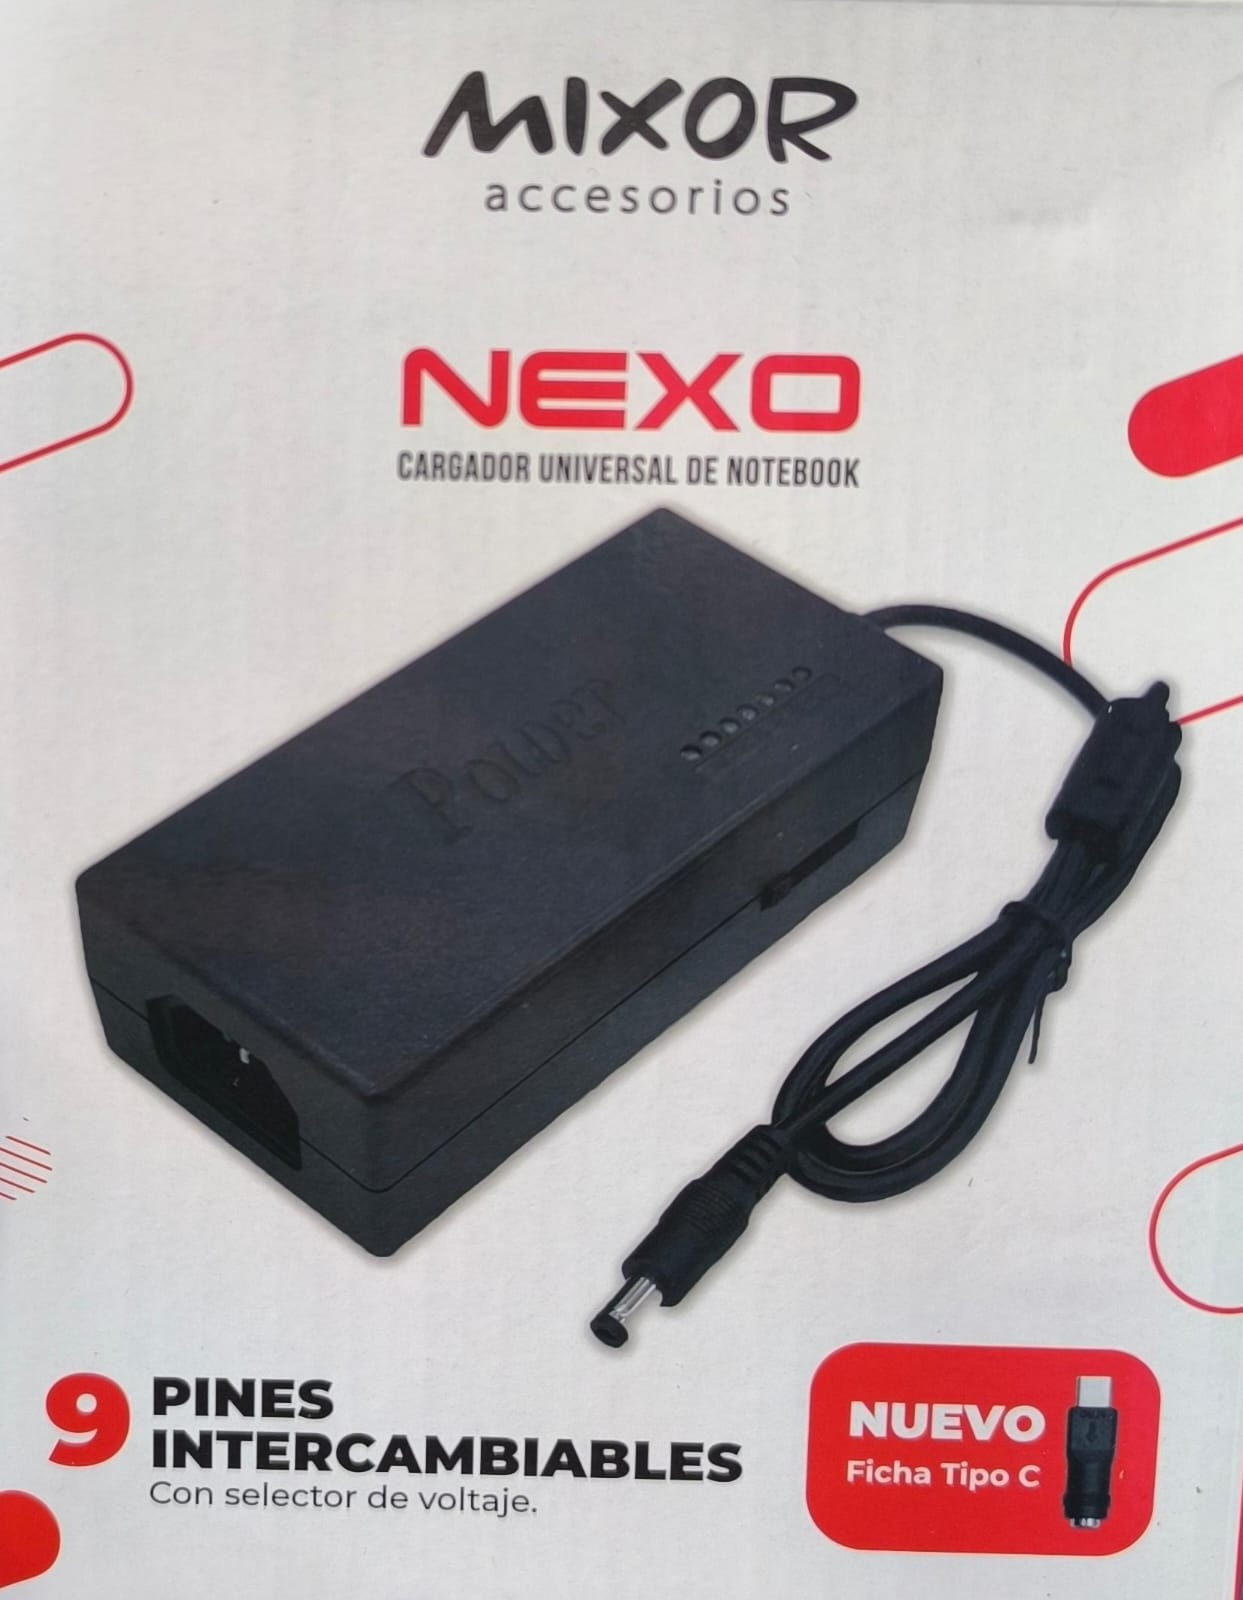 MIXOR
accesorios
NEXO
CARGADOR UNIVERSAL DE NOTEBOOK
Power
9 PINES
INTERCAMBIABLES
Con selector de voltaje.
NUEVO
Ficha Tipo C